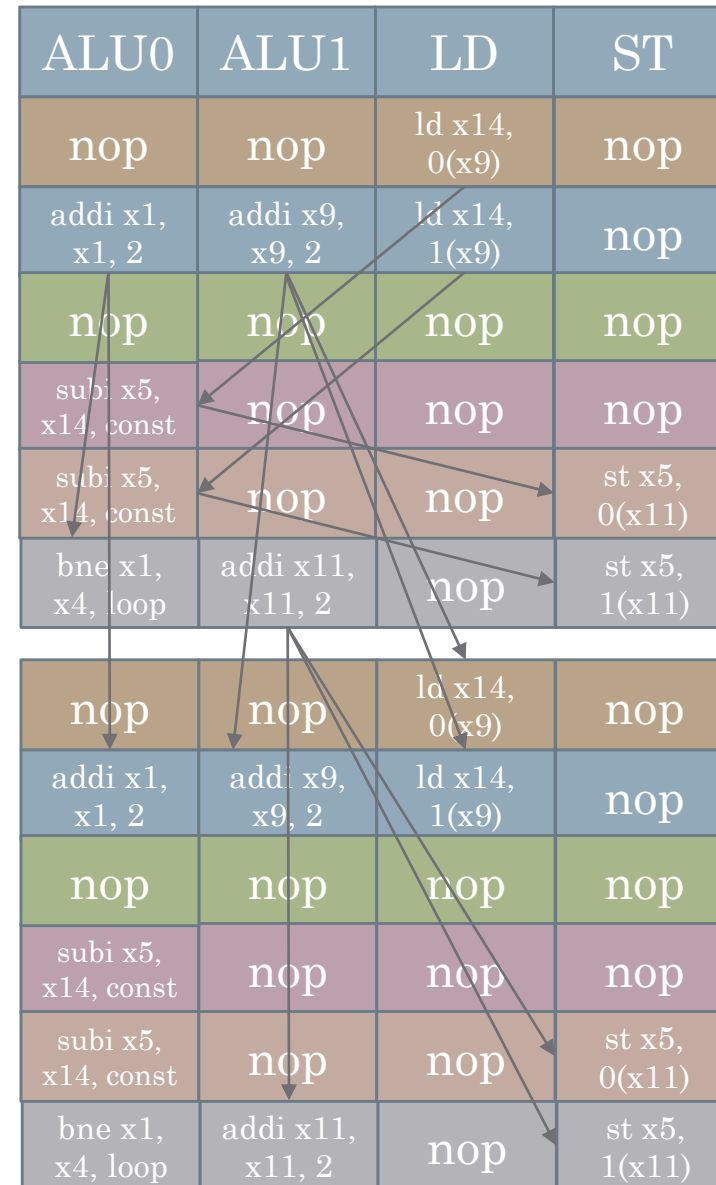 ALU0 ALU1 LD ST
nop nop ld x14, 0(x9) nop
addi x1, x1, 2 addi x9, x9, 2 ld x14, 1(x9) nop
nop nop nop nop
subi x5, x14, const nop nop nop
subi x5, x14, const nop nop st x5, 0(x11)
bne x1, x4, loop addi x11, x11, 2 nop st x5, 1(x11)
nop nop ld x14, 0(x9) nop
addi x1, x1, 2 addi x9, x9, 2 ld x14, 1(x9) nop
nop nop nop nop
subi x5, x14, const nop nop nop
subi x5, x14, const nop nop st x5, 0(x11)
bne x1, x4, loop addi x11, x11, 2 nop st x5, 1(x11)